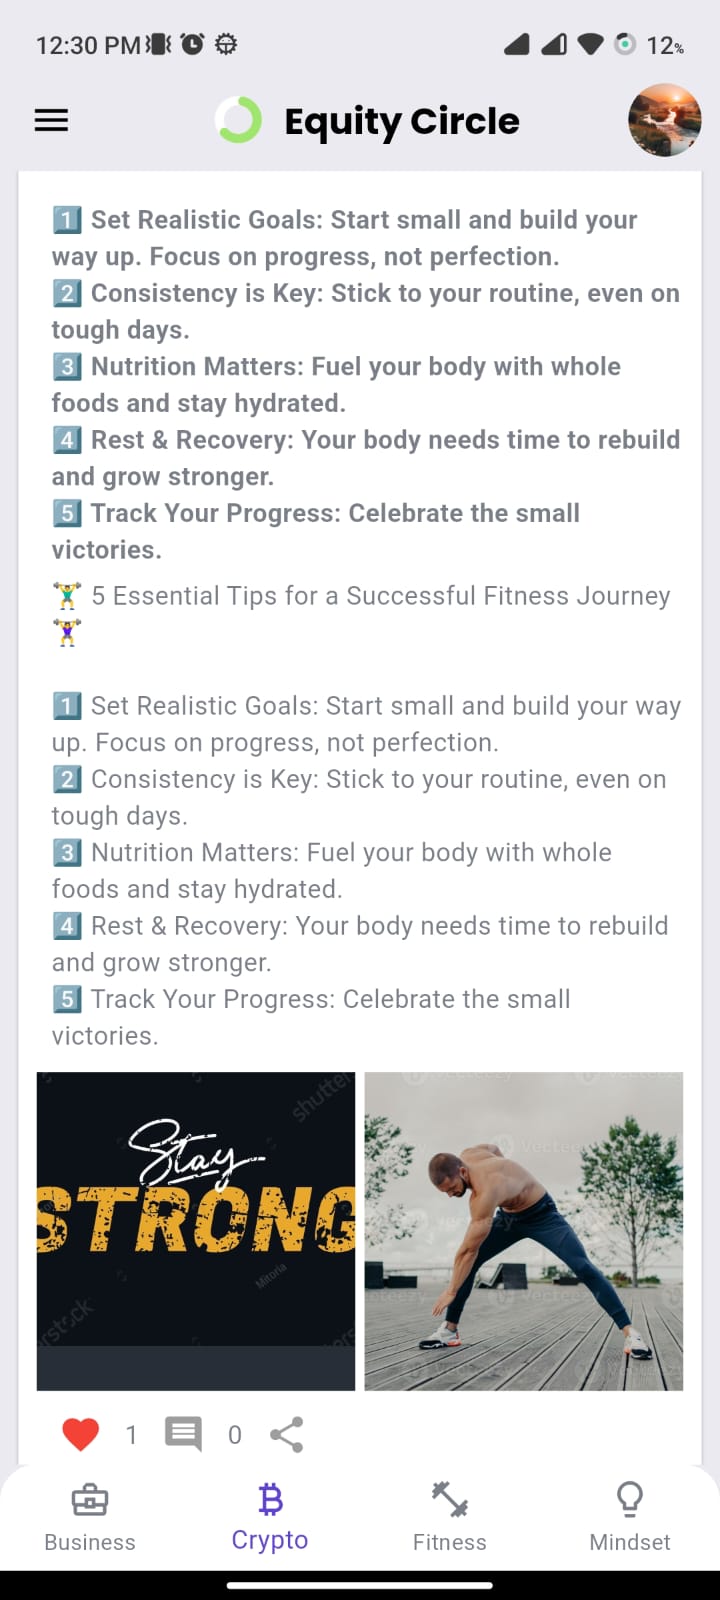 12:30 PM
12%
Equity Circle
1 Set Realistic Goals: Start small and build your
way up. Focus on progress, not perfection.
2 Consistency is Key: Stick to your routine, even on
tough days.
3 Nutrition Matters: Fuel your body with whole
foods and stay hydrated.
4 Rest & Recovery: Your body needs time to rebuild
and grow stronger.
5 Track Your Progress: Celebrate the small
victories.
5 Essential Tips for a Successful Fitness Journey
1 Set Realistic Goals: Start small and build your way
up. Focus on progress, not perfection.
2 Consistency is Key: Stick to your routine, even on
tough days.
3 Nutrition Matters: Fuel your body with whole
foods and stay hydrated.
4 Rest & Recovery: Your body needs time to rebuild
and grow stronger.
5 Track Your Progress: Celebrate the small
victories.
Stay
STRONG
Mitoria
1 0
Business Crypto Fitness Mindset